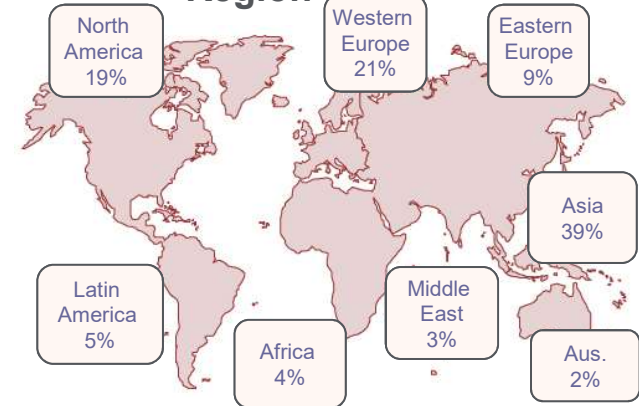 Region
North
America
19%
Western
Europe
21%
Eastern
Europe
9%
Asia
39%
Latin
America
5%
Middle
East
3%
Africa
4%
Aus.
2%